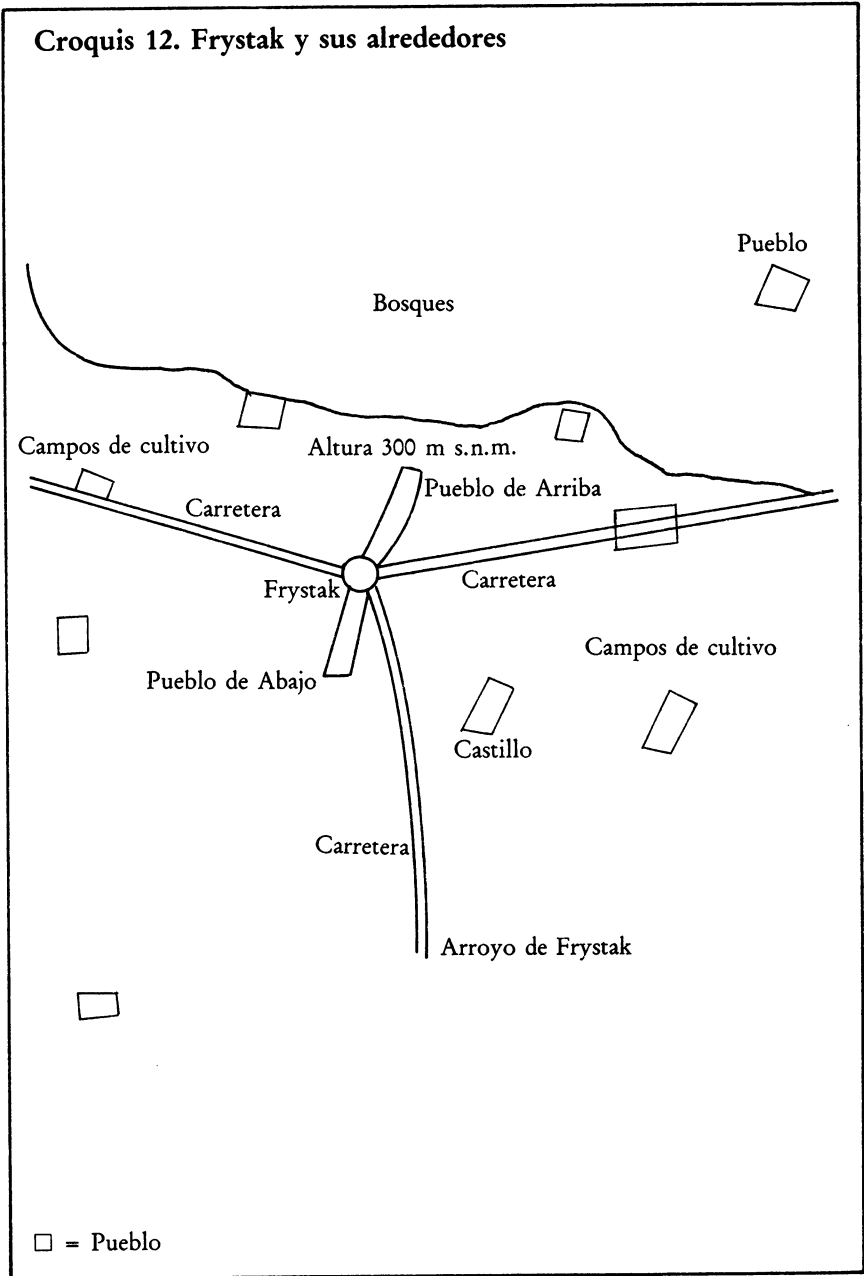 Croquis 12. Frystak y sus alrededores
Pueblo
Bosques
Campos de cultivo
Altura 300 m s.n.m.
Pueblo de Arriba
Carretera
Carretera
Frystak
Campos de cultivo
Pueblo de Abajo
Castillo
Carretera
Arroyo de Frystak
□ = Pueblo